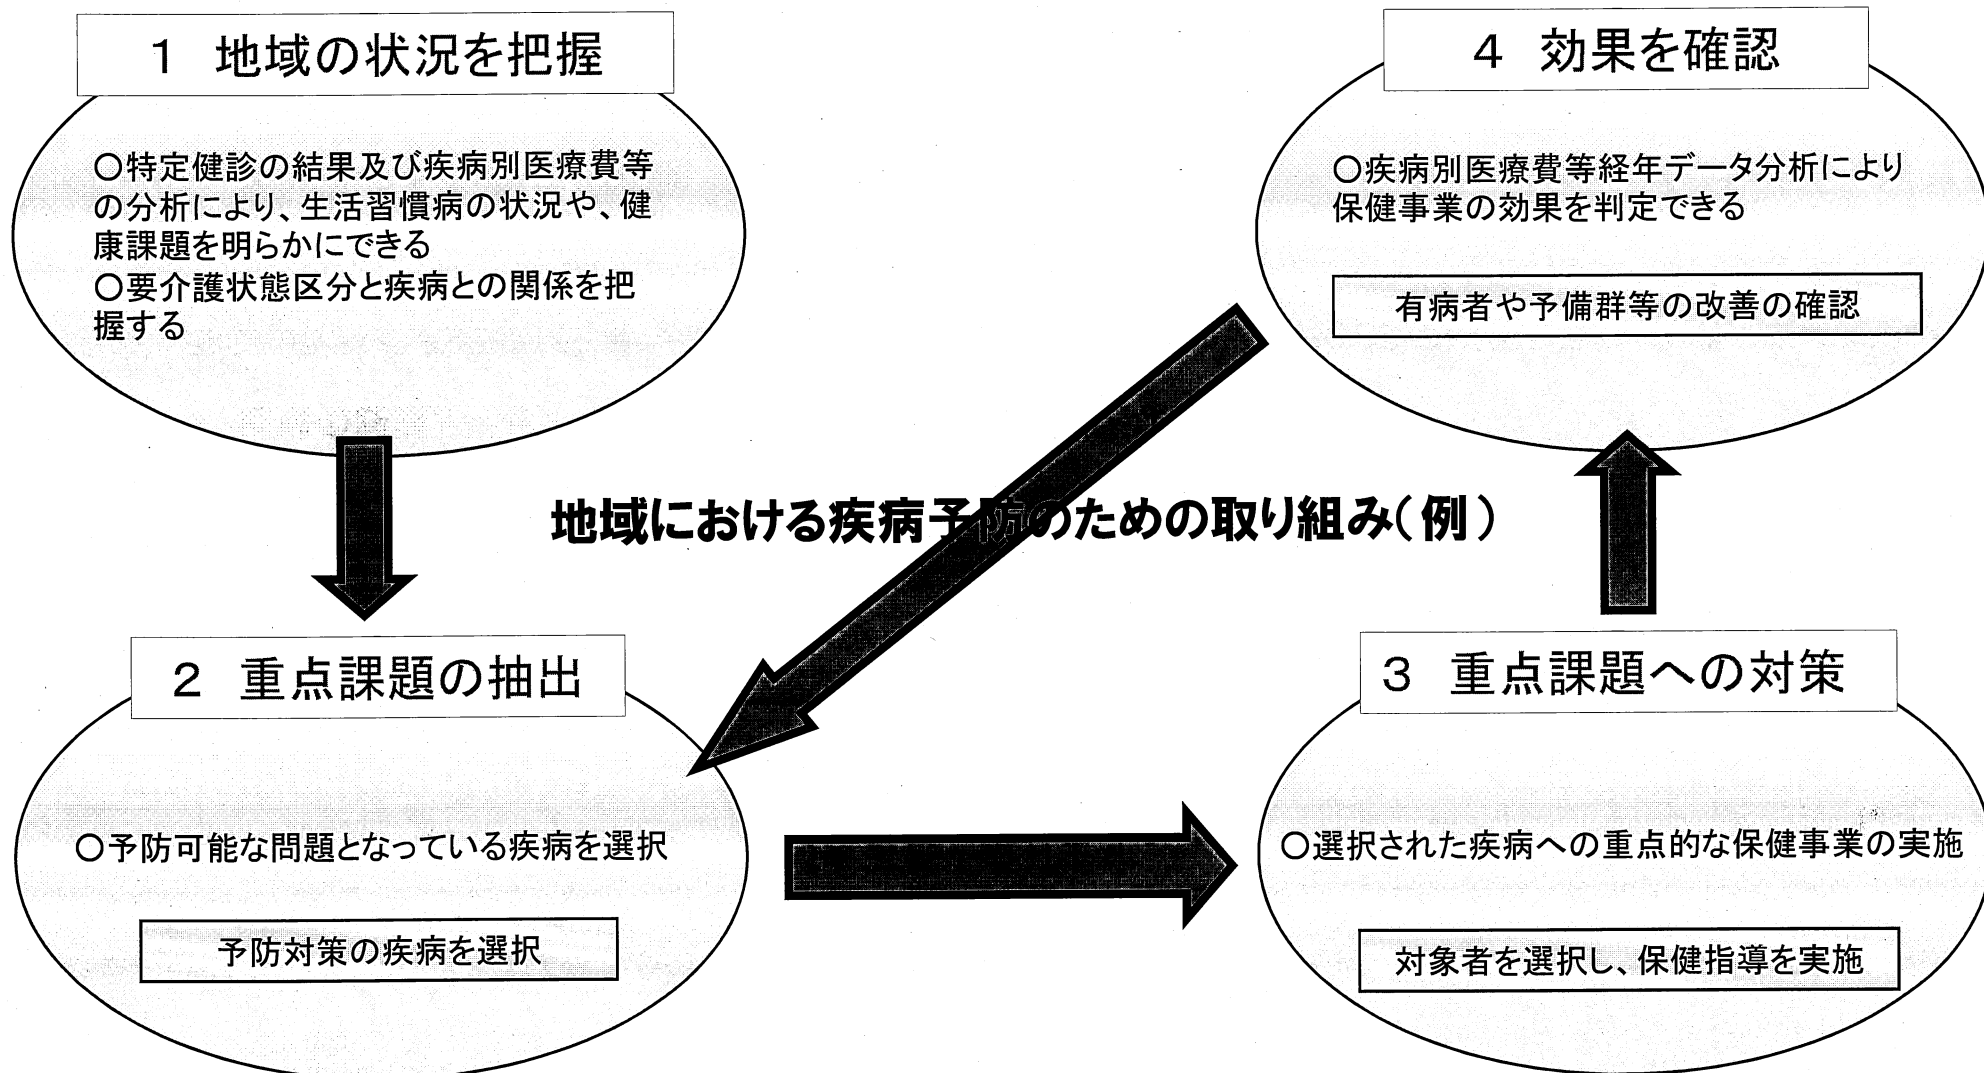 1 地域の状況を把握
○特定健診の結果及び疾病別医療費等
の分析により、生活習慣病の状況や、健
康課題を明らかにできる
○要介護状態区分と疾病との関係を把
握する
4 効果を確認
○疾病別医療費等経年データ分析により
保健事業の効果を判定できる
有病者や予備群等の改善の確認
地域における疾病予防のための取り組み(例)
2 重点課題の抽出
○予防可能な問題となっている疾病を選択
予防対策の疾病を選択
3 重点課題への対策
○選択された疾病への重点的な保健事業の実施
対象者を選択し、保健指導を実施